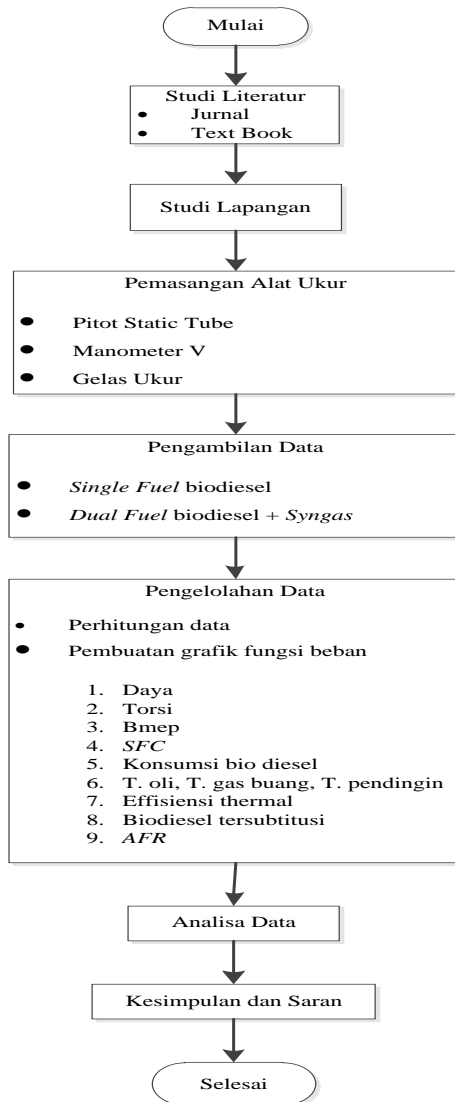 Mulai
Studi Literatur
• Jurnal
• Text Book
Studi Lapangan
Pemasangan Alat Ukur
• Pitot Static Tube
• Manometer V
• Gelas Ukur
Pengambilan Data
• Single Fuel biodiesel
• Dual Fuel biodiesel + Syngas
Pengelolahan Data
• Perhitungan data
• Pembuatan grafik fungsi beban
1. Daya
2. Torsi
3. Bmep
4. SFC
5. Konsumsi bio diesel
6. T. oli, T. gas buang, T. pendingin
7. Effisiensi thermal
8. Biodiesel tersubtitusi
9. AFR
Analisa Data
Kesimpulan dan Saran
Selesai